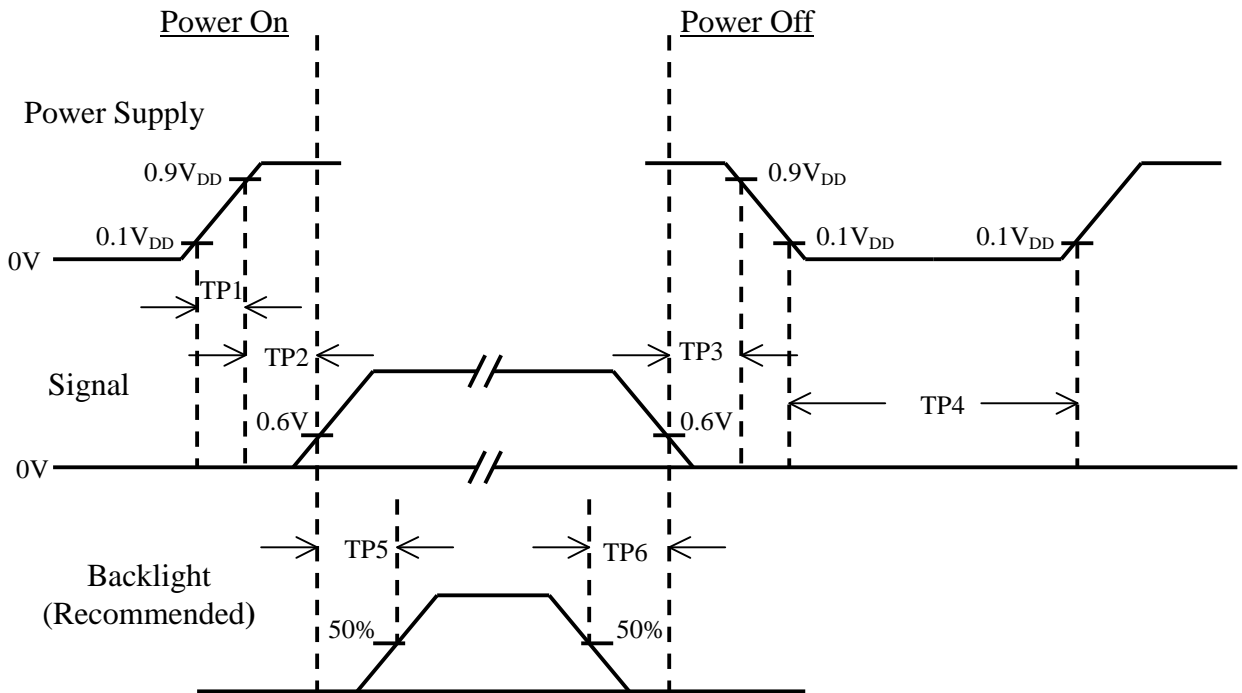 Power On
Power Off
Power Supply
0.9VDD
0.9VDD
0.1VDD
0.1VDD
0.1VDD
0V
TP1
TP2
TP3
Signal
TP4
0.6V
0.6V
0V
TP5
TP6
Backlight
(Recommended)
50%
50%